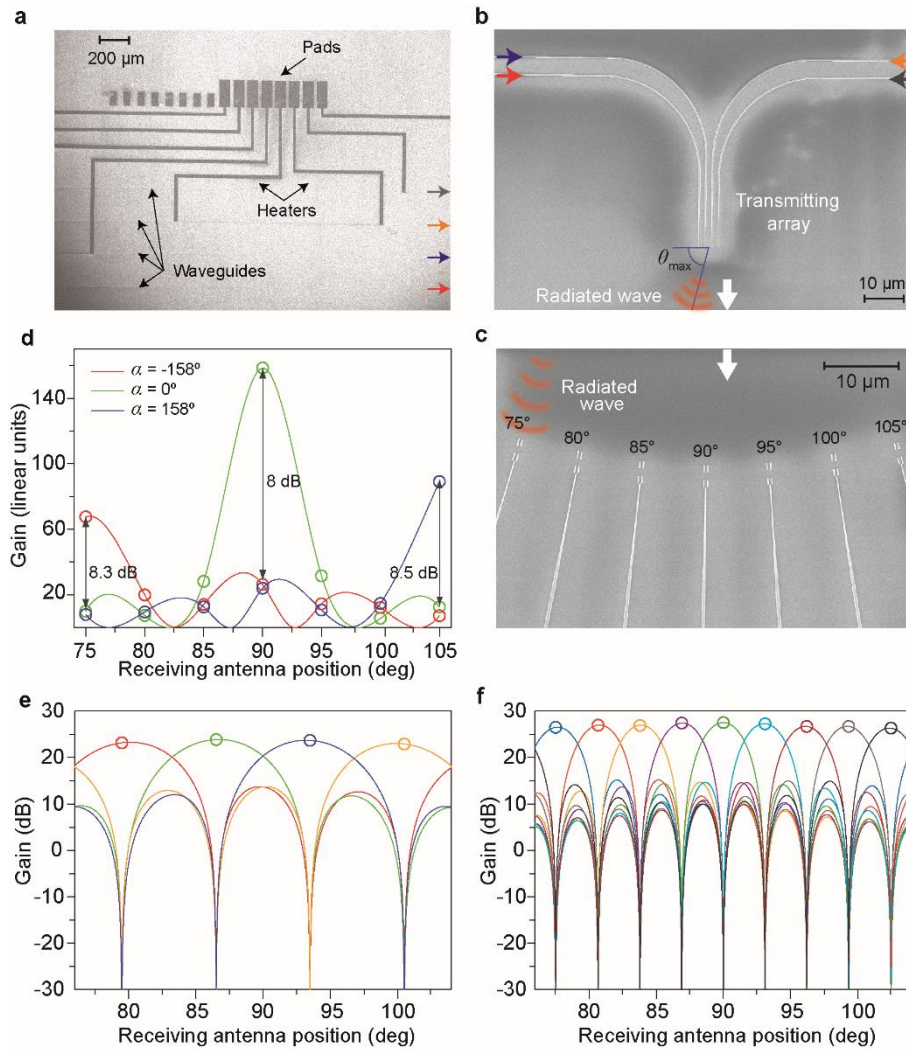 a
200 μm
Pads
Heaters
Waveguides
b
Transmitting
array
θmax
Radiated wave
10 μm
d
α = -158º
α = 0º
α = 158º
Gain (linear units)
140
100
60
20
8.3 dB
8 dB
8.5 dB
75 80 85 90 95 100 105
Receiving antenna position (deg)
c
10 μm
Radiated
wave
75° 80° 85° 90° 95° 100° 105°
e
Gain (dB)
30
20
10
0
-10
-20
-30
80 85 90 95 100
Receiving antenna position (deg)
f
Gain (dB)
30
20
10
0
-10
-20
-30
80 85 90 95 100
Receiving antenna position (deg)